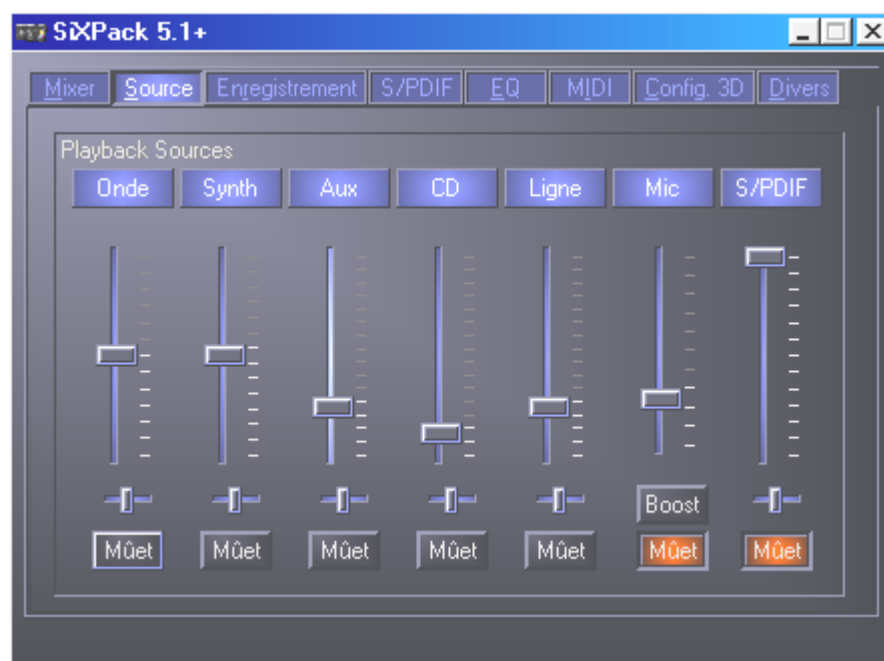 SiXPack 5.1+
Mixer Source Enregistrement S/PDIF EQ MIDI Config. 3D Divers
Playback Sources
Onde Synth Aux CD Ligne Mic S/PDIF
Boost
Mûet Mûet Mûet Mûet Mûet Mûet Mûet